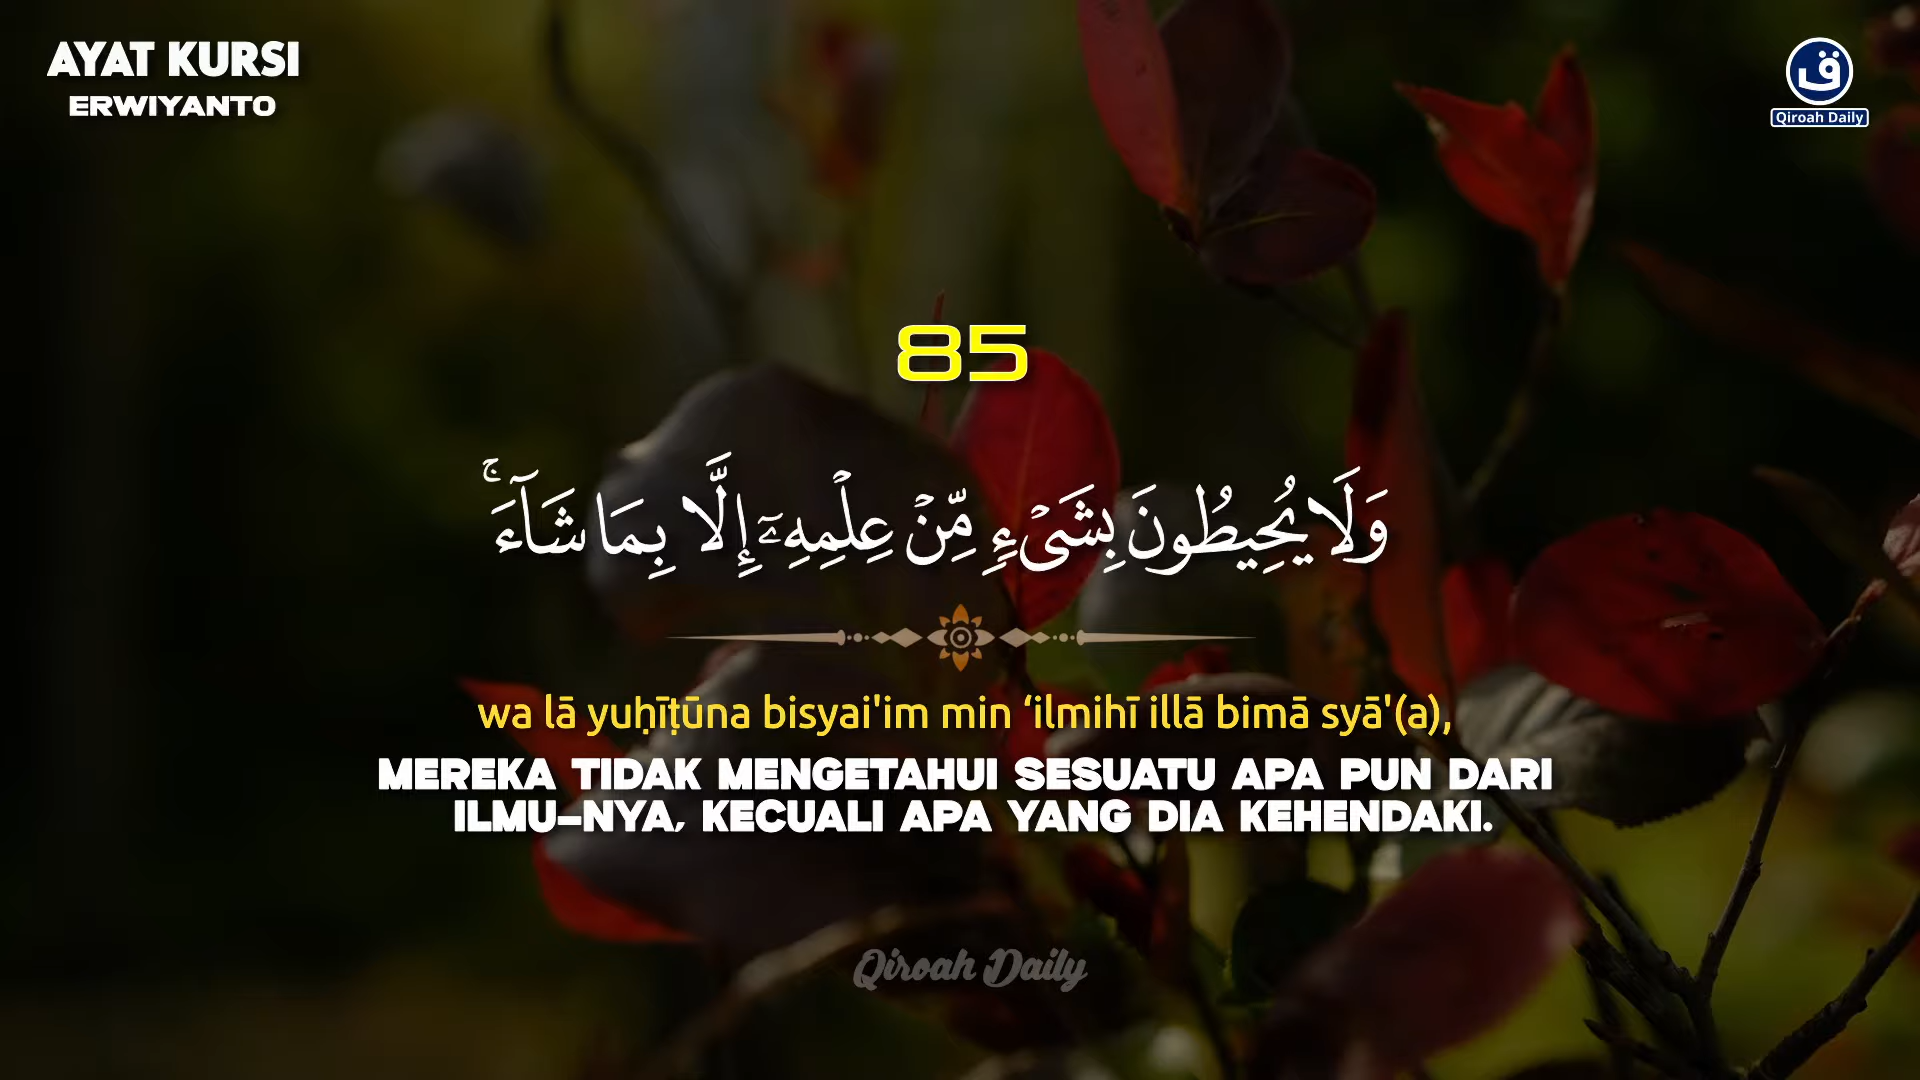 AYAT KURSI
ERWIYANTO
ق
Qiroah Daily
85
وَلَا يُحِيطُونَ بِشَىْءٍ مِّنْ عِلْمِهِۦٓ إِلَّا بِمَا شَآءَ ۚ
wa lā yuḥīṭūna bisyai'im min ‘ilmihī illā bimā syā'(a),
MEREKA TIDAK MENGETAHUI SESUATU APA PUN DARI
ILMU-NYA, KECUALI APA YANG DIA KEHENDAKI.
Qiroah Daily